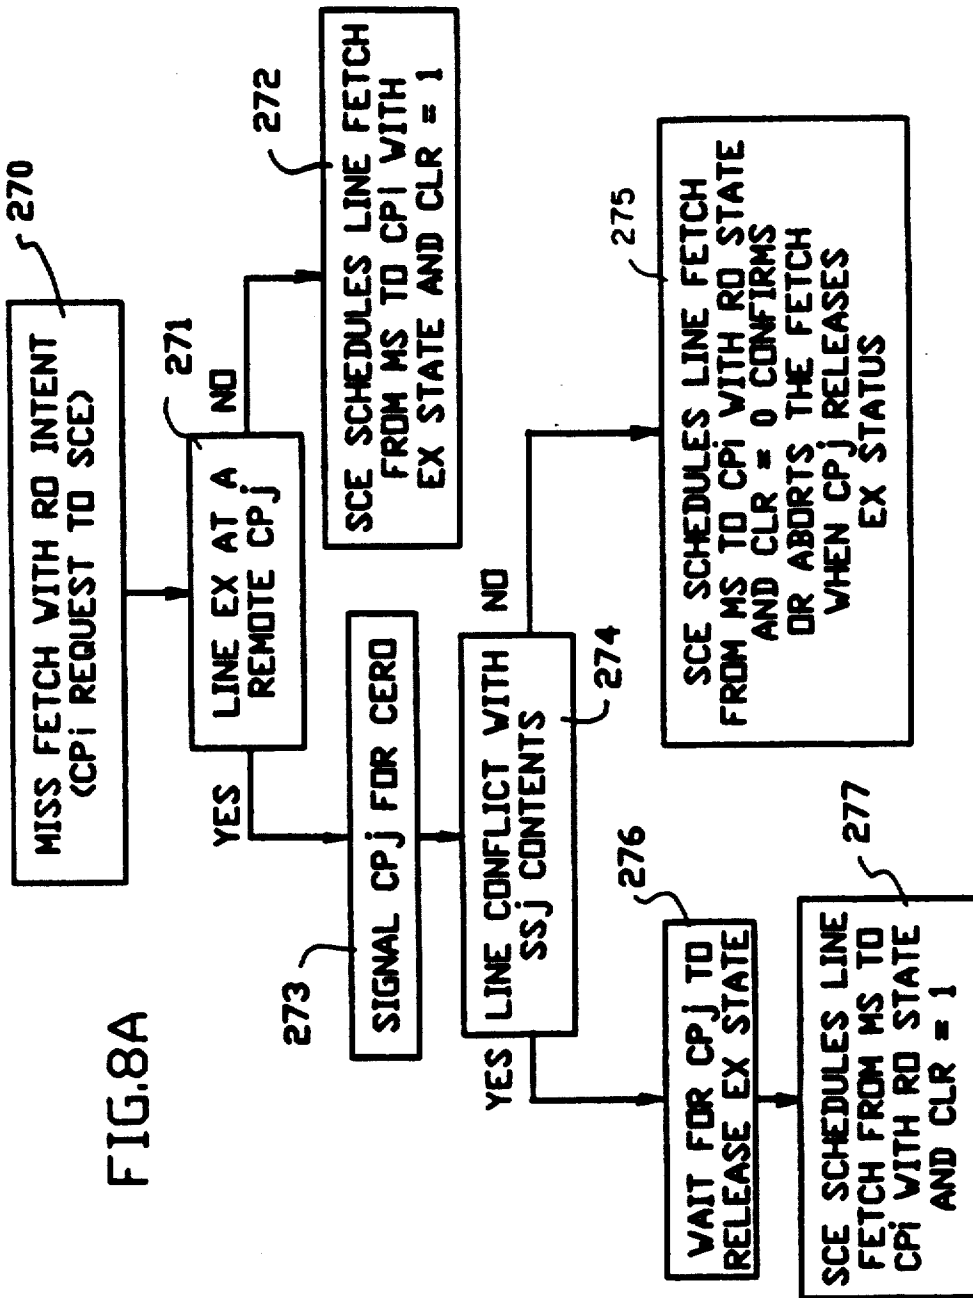 FIG.8A
270
MISS FETCH WITH RO INTENT
(CPi REQUEST TO SCE)
271
LINE EX AT A
REMOTE CPj
YES
NO
272
SCE SCHEDULES LINE FETCH
FROM MS TO CPi WITH
EX STATE AND CLR = 1
273
SIGNAL CPj FOR CERO
274
LINE CONFLICT WITH
SSj CONTENTS
YES
NO
275
SCE SCHEDULES LINE FETCH
FROM MS TO CPi WITH RO STATE
AND CLR = 0 CONFIRMS
OR ABORTS THE FETCH
WHEN CPj RELEASES
EX STATUS
276
WAIT FOR CPj TO
RELEASE EX STATE
277
SCE SCHEDULES LINE
FETCH FROM MS TO
CPi WITH RO STATE
AND CLR = 1